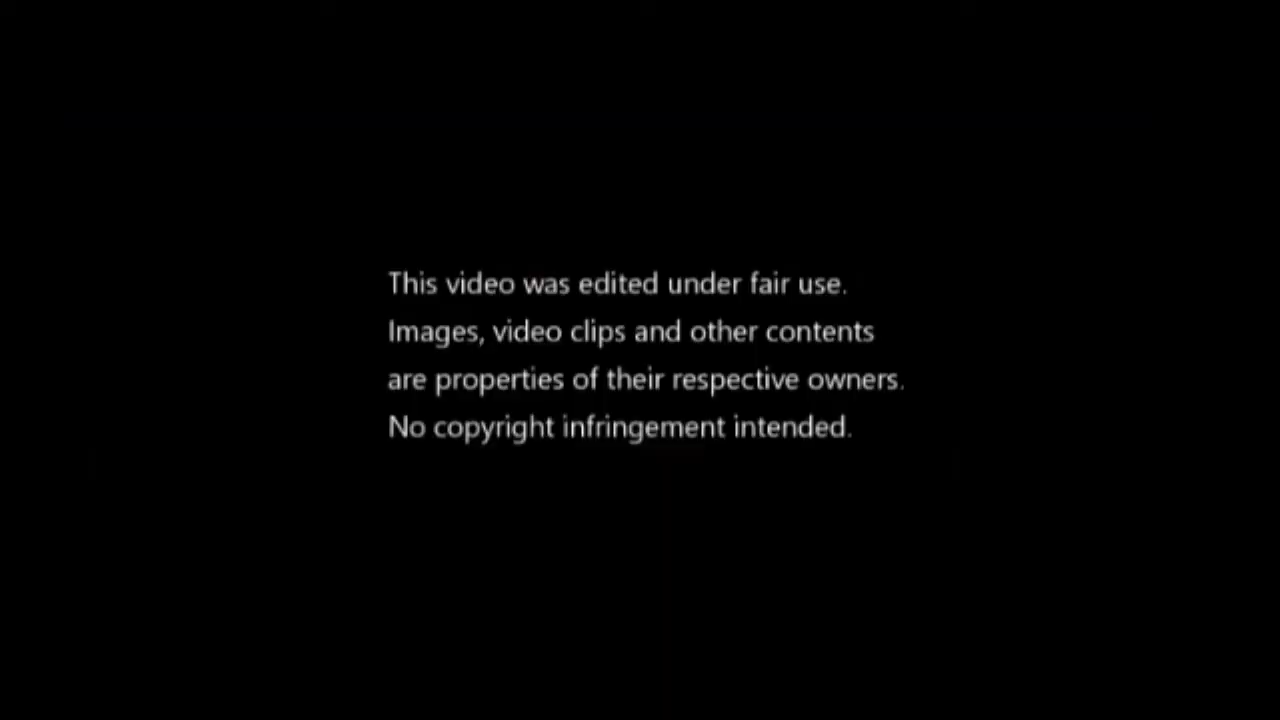 This video was edited under fair use.
Images, video clips and other contents
are properties of their respective owners.
No copyright infringement intended.